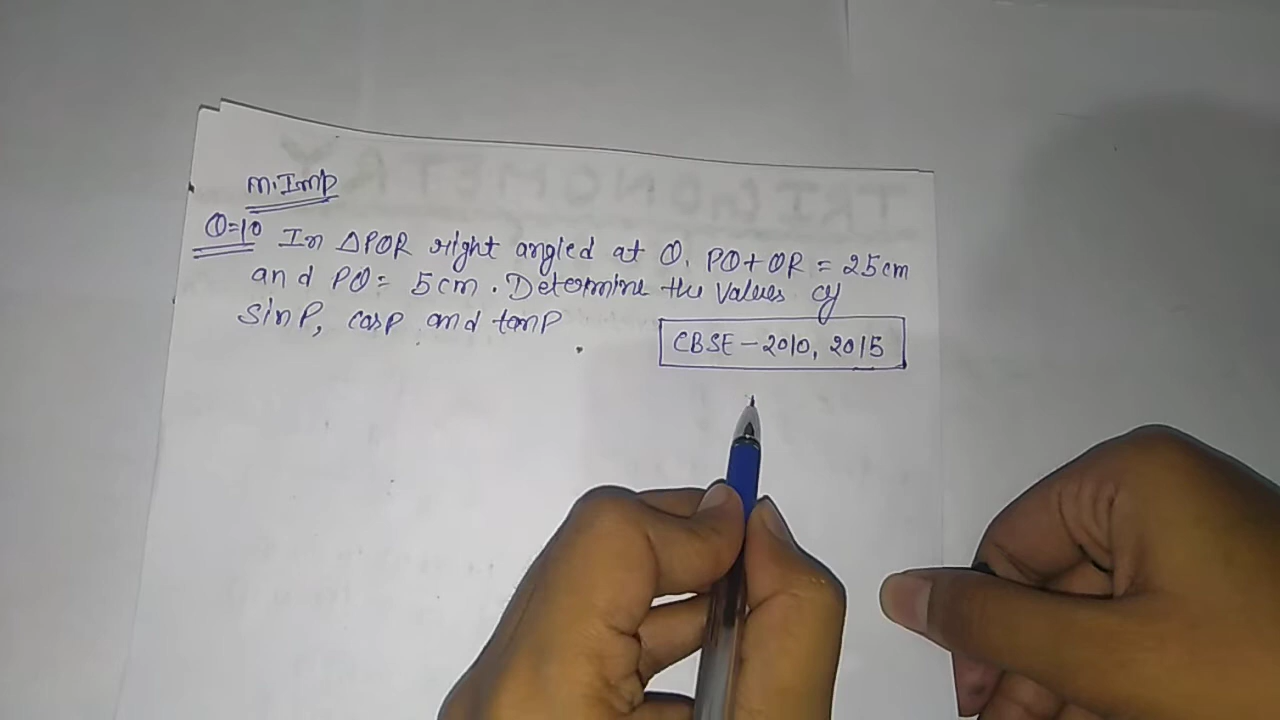 M.Imp
Q=10 In ΔPQR right angled at Q, PQ+QR = 25cm
and PQ = 5cm. Determine the values of
sinP, cosP and tanP
CBSE - 2010, 2015
TRIGONOMETRY